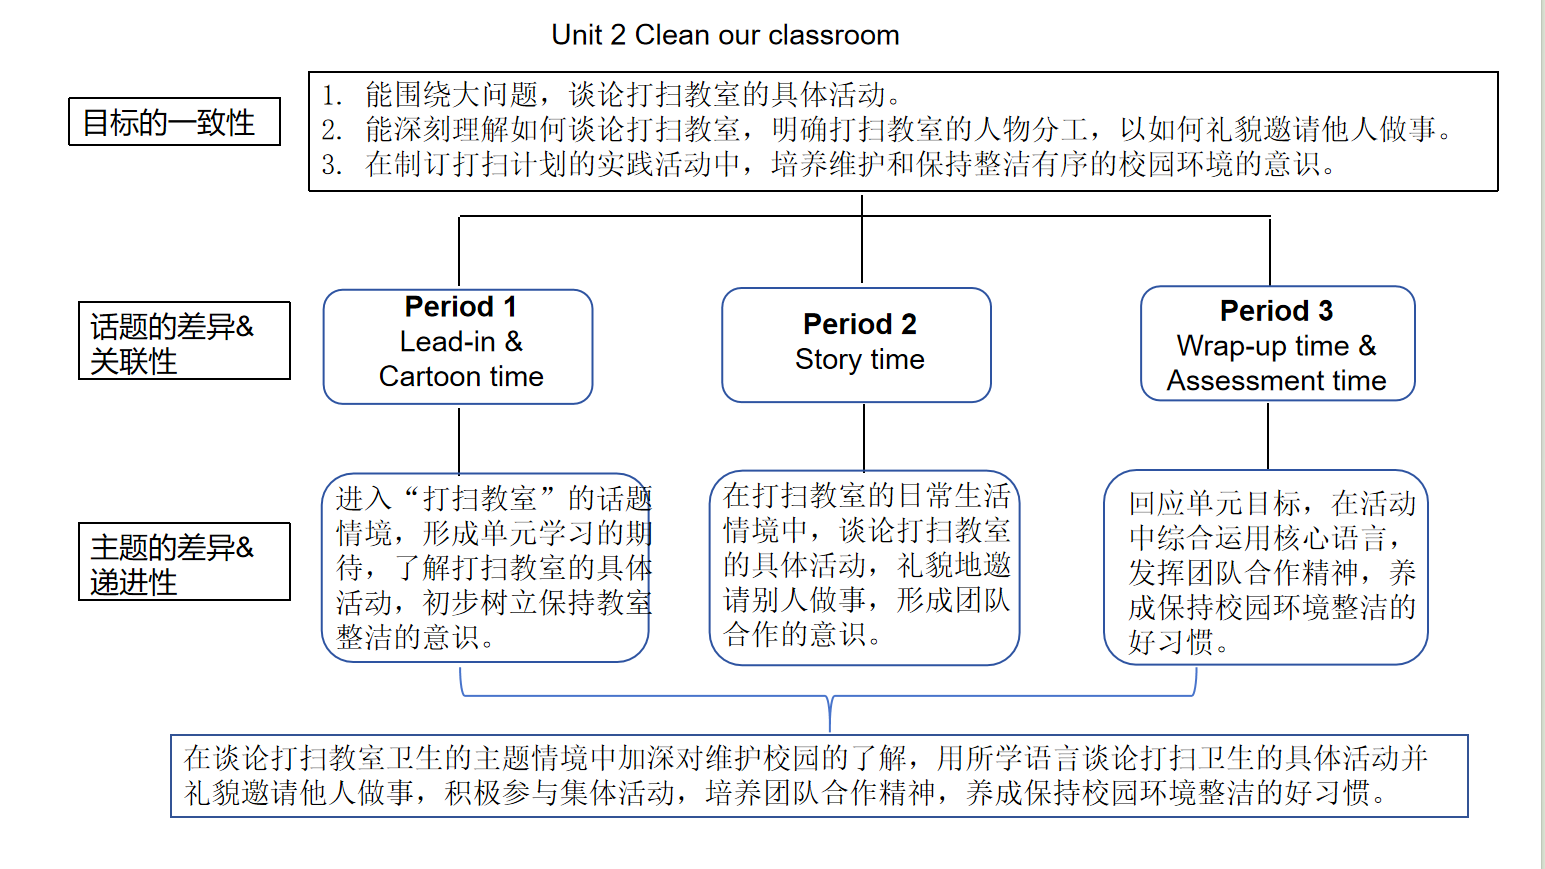 Unit 2 Clean our classroom
目标的一致性
1. 能围绕大问题，谈论打扫教室的具体活动。
2. 能深刻理解如何谈论打扫教室，明确打扫教室的人物分工，以如何礼貌邀请他人做事。
3. 在制订打扫计划的实践活动中，培养维护和保持整洁有序的校园环境的意识。
话题的差异&
关联性
Period 1
Lead-in &
Cartoon time
Period 2
Story time
Period 3
Wrap-up time &
Assessment time
主题的差异&
递进性
进入“打扫教室”的话题
情境，形成单元学习的期
待，了解打扫教室的具体
活动，初步树立保持教室
整洁的意识。
在打扫教室的日常生活
情境中，谈论打扫教室
的具体活动，礼貌地邀
请别人做事，形成团队
合作的意识。
回应单元目标，在活动
中综合运用核心语言，
发挥团队合作精神，养
成保持校园环境整洁的
好习惯。
在谈论打扫教室卫生的主题情境中加深对维护校园的了解，用所学语言谈论打扫卫生的具体活动并
礼貌邀请他人做事，积极参与集体活动，培养团队合作精神，养成保持校园环境整洁的好习惯。